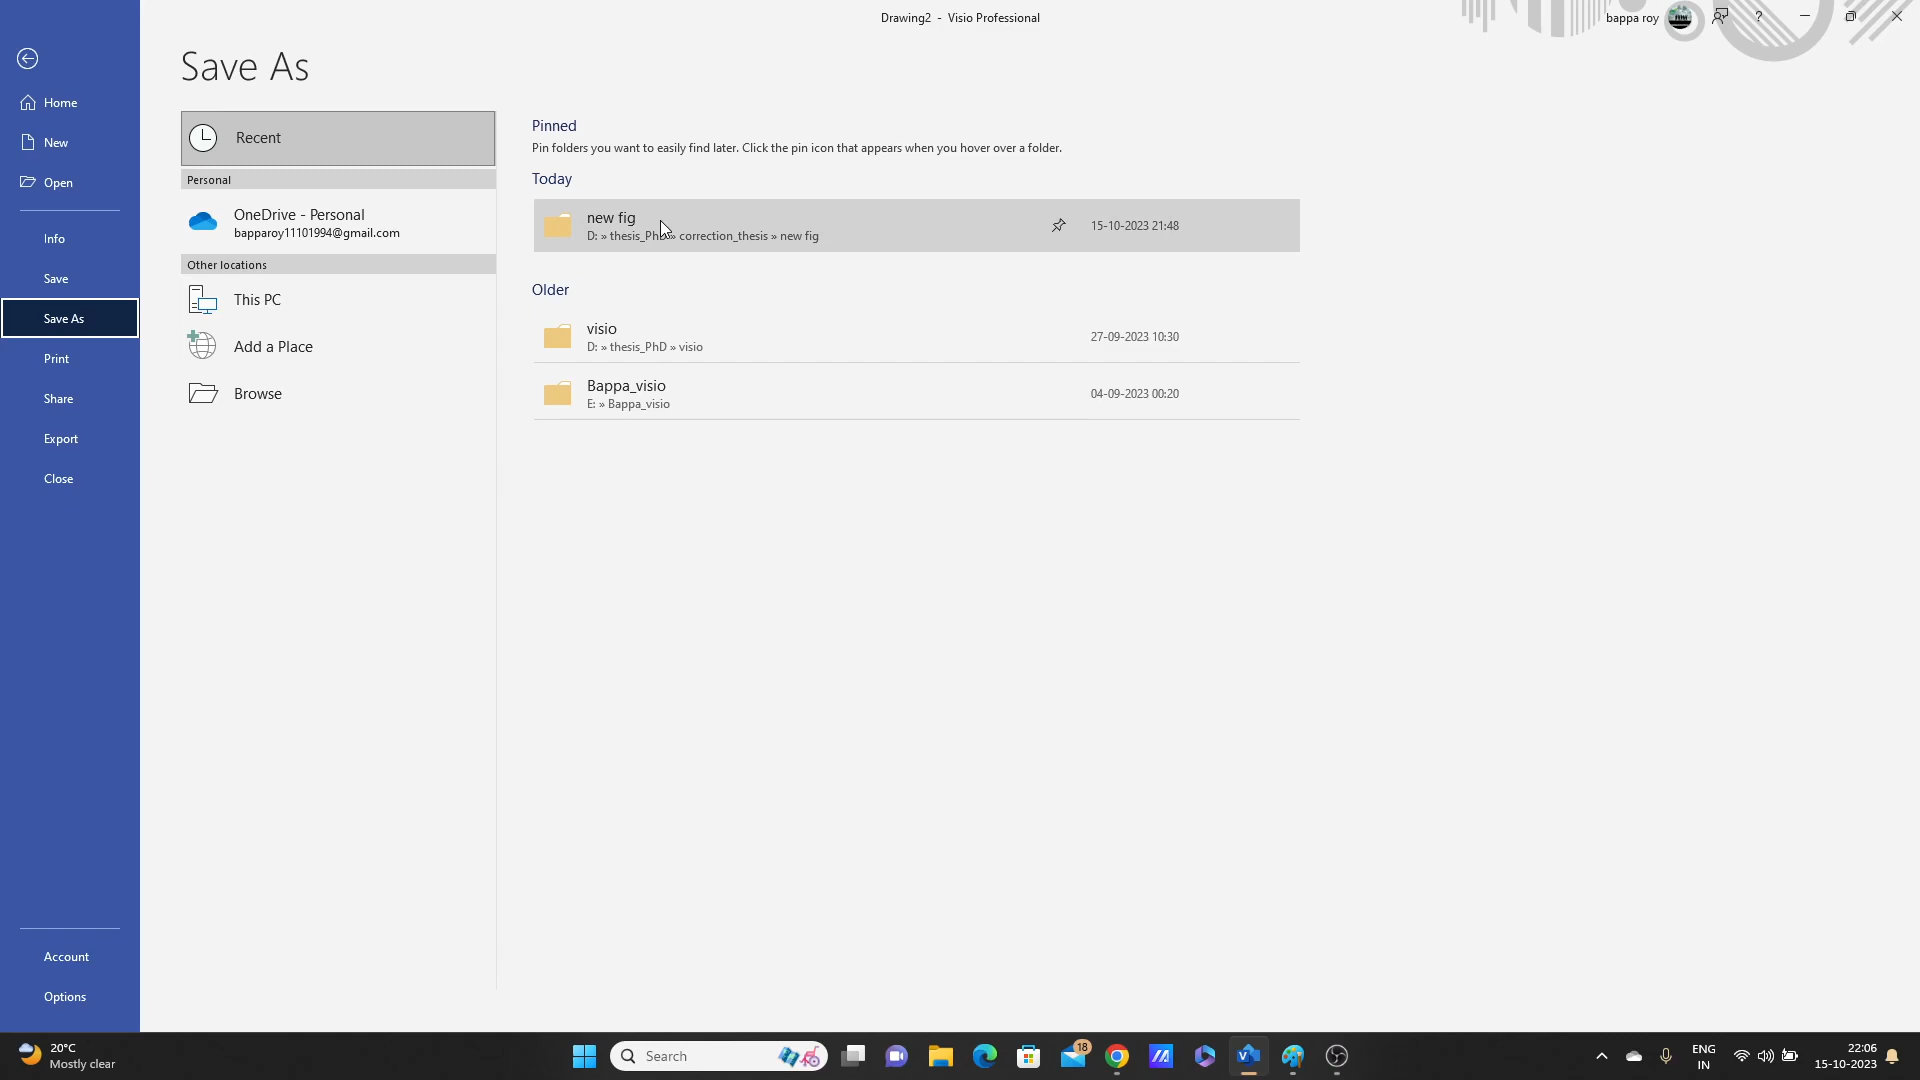 Drawing2 - Visio Professional
bappa roy
?
Save As
Home
New
Open
Info
Save
Save As
Print
Share
Export
Close
Account
Options
Recent
Personal
OneDrive - Personal
bapparoy11101994@gmail.com
Other locations
This PC
Add a Place
Browse
Pinned
Pin folders you want to easily find later. Click the pin icon that appears when you hover over a folder.
Today
new fig
15-10-2023 21:48
D: » thesis_PhD » correction_thesis » new fig
Older
visio
27-09-2023 10:30
D: » thesis_PhD » visio
Bappa_visio
04-09-2023 00:20
E: » Bappa_visio
20°C
Mostly clear
Search
18
ENG
IN
22:06
15-10-2023